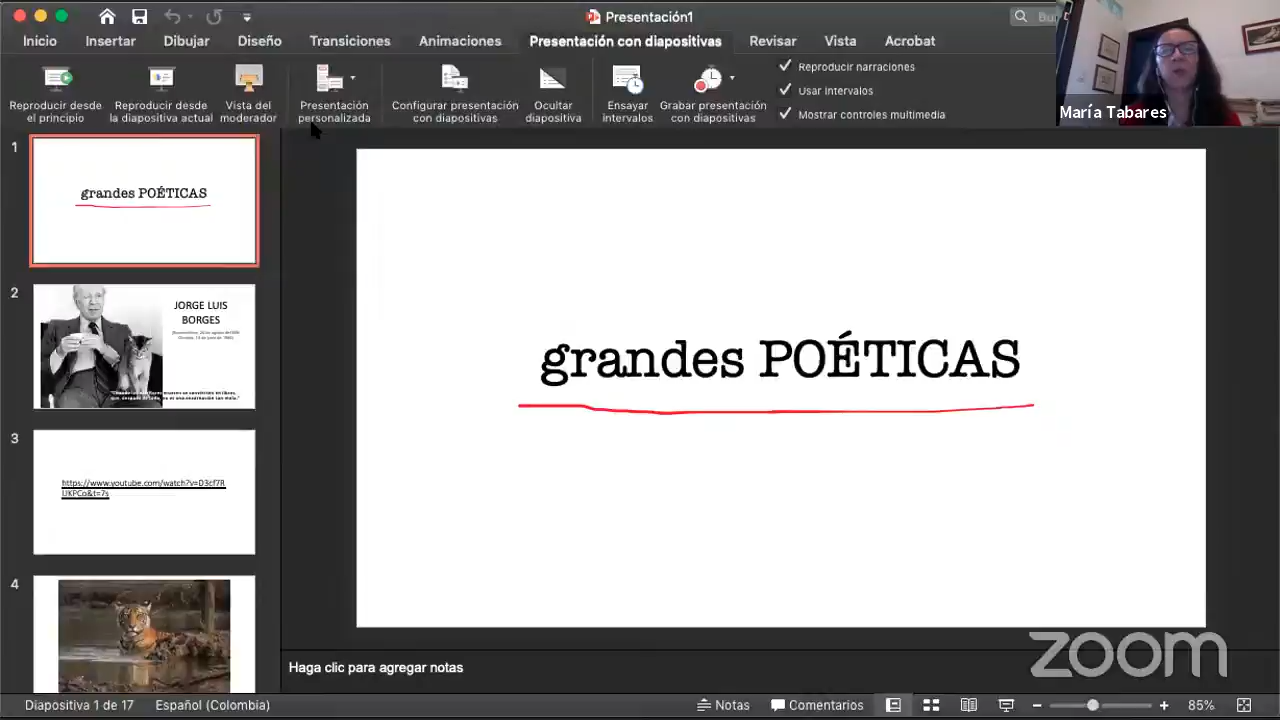 Presentación1
Bu
Inicio
Insertar
Dibujar
Diseño
Transiciones
Animaciones
Presentación con diapositivas
Revisar
Vista
Acrobat
Reproducir desde
el principio
Reproducir desde
la diapositiva actual
Vista del
moderador
Presentación
personalizada
Configurar presentación
con diapositivas
Ocultar
diapositiva
Ensayar
intervalos
Grabar presentación
con diapositivas
Reproducir narraciones
Usar intervalos
Mostrar controles multimedia
María Tabares
1
grandes POÉTICAS
2
JORGE LUIS
BORGES
3
https://www.youtube.com/watch?v=D3cf7R
UKPCo&t=7s
4
grandes POÉTICAS
Haga clic para agregar notas
zoom
Diapositiva 1 de 17
Español (Colombia)
Notas
Comentarios
85%